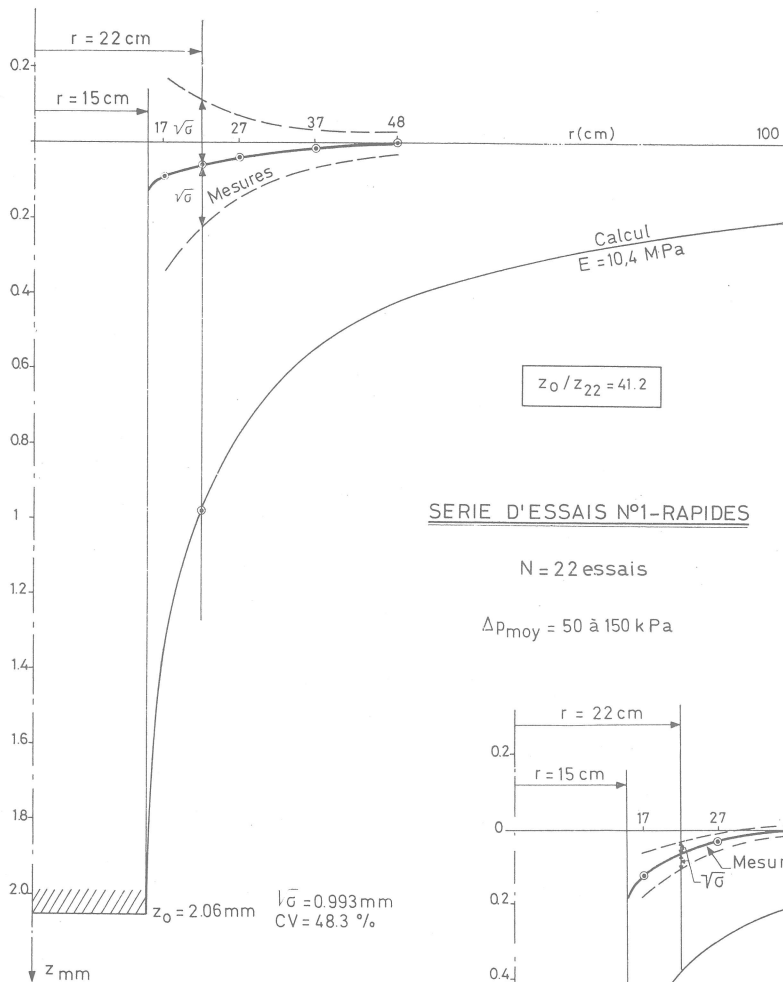 r = 22 cm
0.2
r = 15 cm
17 √σ 27 37 48 r(cm) 100
√σ Mesures
0.2
Calcul
E = 10,4 MPa
0.4
0.6
z₀ / z₂₂ = 41.2
0.8
SERIE D'ESSAIS Nº1-RAPIDES
1
N = 22 essais
1.2
Δpmoy = 50 à 150 kPa
1.4
1.6
1.8
2.0
z₀ = 2.06 mm
√σ = 0.993 mm
CV = 48.3 %
z mm
r = 22 cm
0.2
r = 15 cm
17 27
0
Mesur
√σ
0.2
0.4